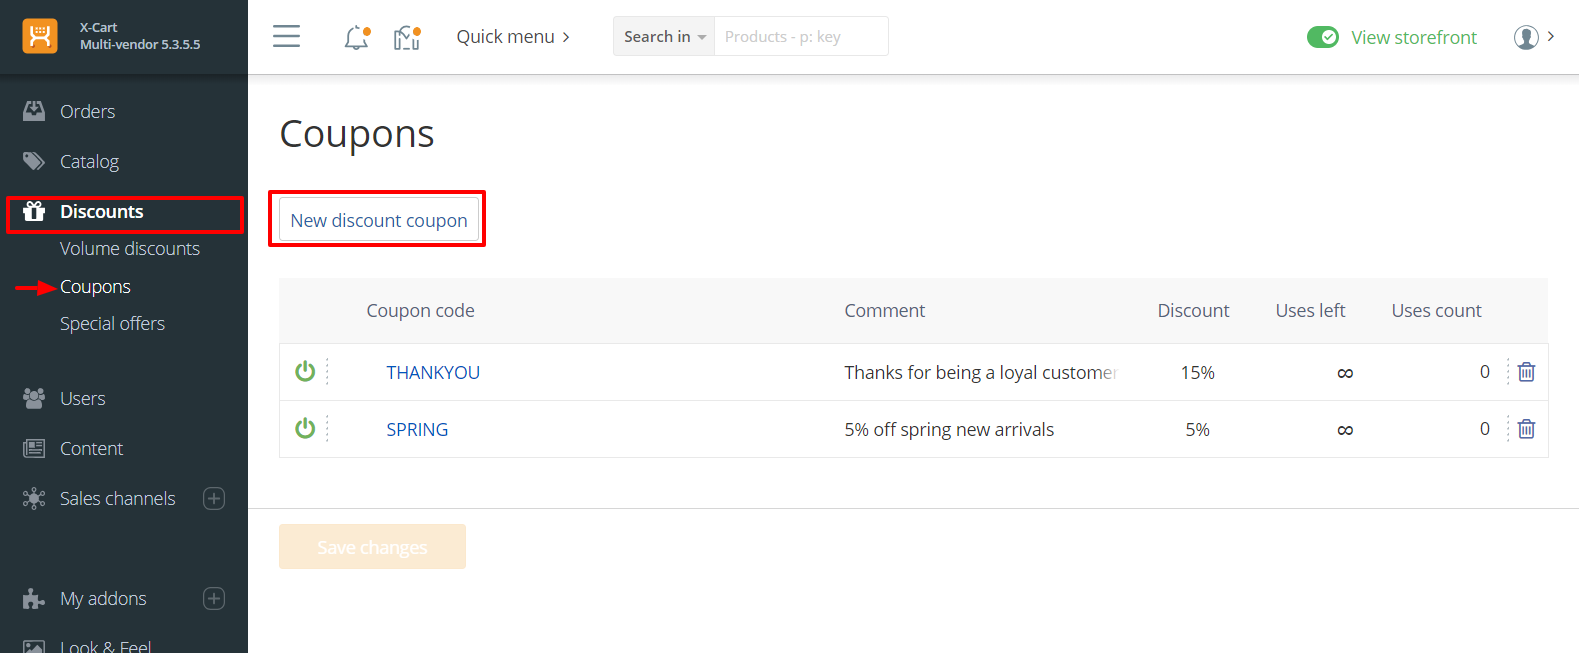 X-Cart
Multi-vendor 5.3.5.5
Quick menu
Search in
Products - p: key
View storefront
Orders
Catalog
Discounts
Volume discounts
Coupons
Special offers
Users
Content
Sales channels
My addons
Look & Feel
Coupons
New discount coupon
Coupon code Comment Discount Uses left Uses count
THANKYOU Thanks for being a loyal customer 15% ∞ 0
SPRING 5% off spring new arrivals 5% ∞ 0
Save changes